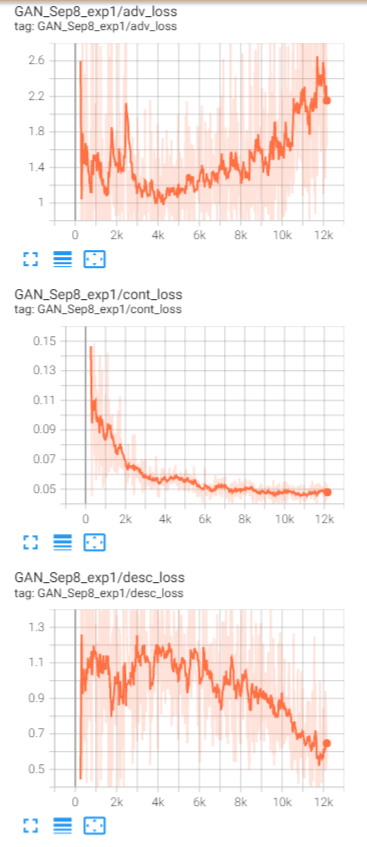 GAN_Sep8_exp1/adv_loss
tag: GAN_Sep8_exp1/adv_loss
2.6
2.2
1.8
1.4
1
0 2k 4k 6k 8k 10k 12k
GAN_Sep8_exp1/cont_loss
tag: GAN_Sep8_exp1/cont_loss
0.15
0.13
0.11
0.09
0.07
0.05
0 2k 4k 6k 8k 10k 12k
GAN_Sep8_exp1/desc_loss
tag: GAN_Sep8_exp1/desc_loss
1.3
1.1
0.9
0.7
0.5
0 2k 4k 6k 8k 10k 12k